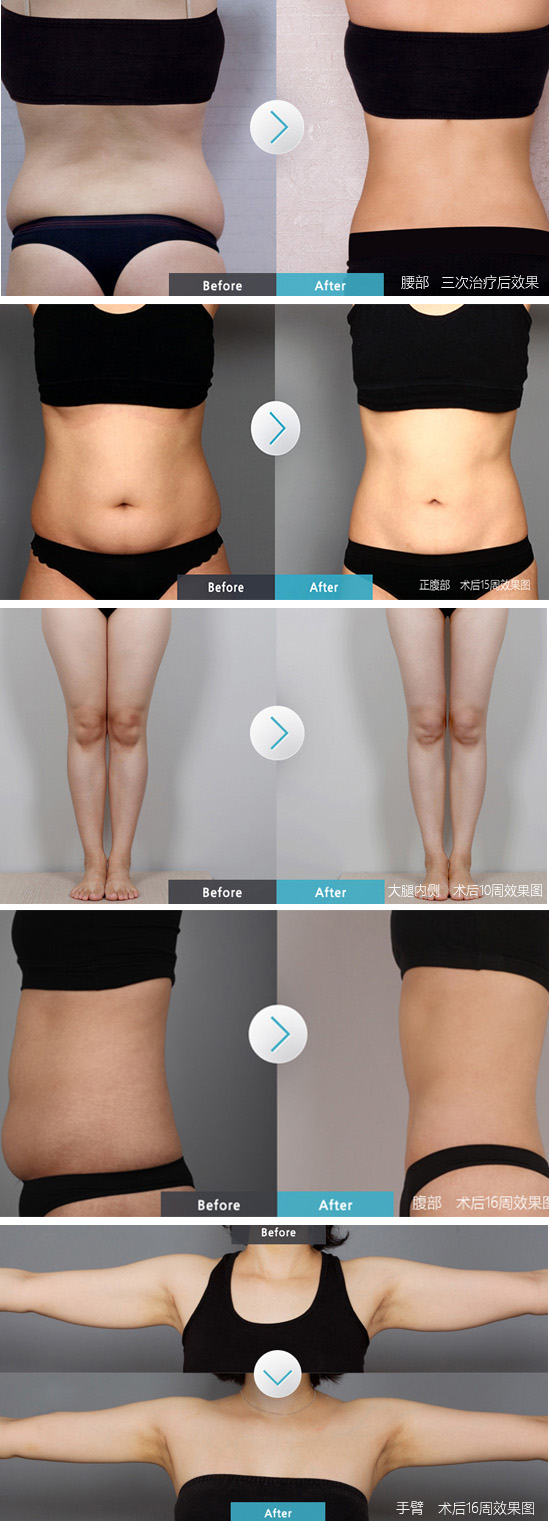 Before
After
腰部 三次治疗后效果
Before
After
正腹部 术后15周效果图
Before
After
大腿内侧 术后10周效果图
Before
After
腹部 术后16周效果图
Before
After
手臂 术后16周效果图